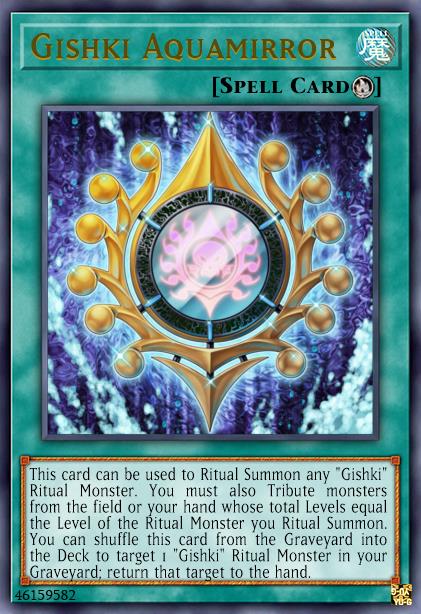 Gishki Aquamirror
SPELL
魔
[Spell Card]
This card can be used to Ritual Summon any "Gishki"
Ritual Monster. You must also Tribute monsters
from the field or your hand whose total Levels equal
the Level of the Ritual Monster you Ritual Summon.
You can shuffle this card from the Graveyard into
the Deck to target 1 "Gishki" Ritual Monster in your
Graveyard; return that target to the hand.
46159582